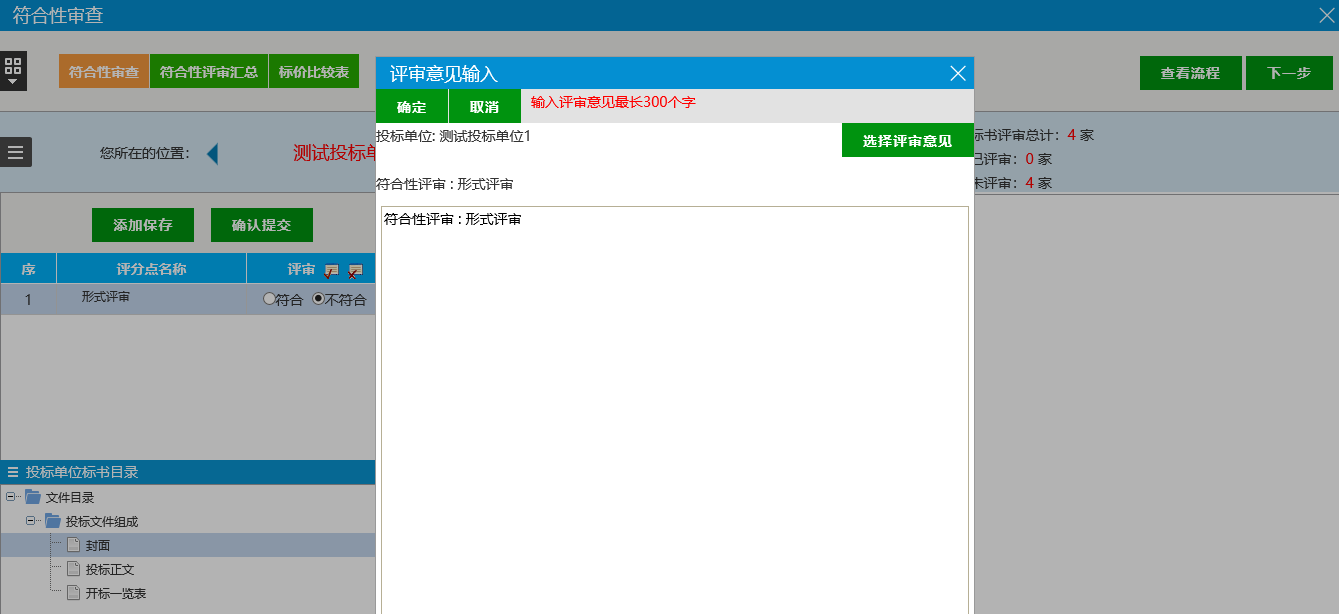 符合性审查
符合性审查 符合性评审汇总 标价比较表
查看流程 下一步
评审意见输入
确定 取消 输入评审意见最长300个字
投标单位: 测试投标单位1
选择评审意见
符合性评审 : 形式评审
符合性评审 : 形式评审
您所在的位置：
测试投标单
标书评审总计： 4 家
已评审： 0 家
未评审： 4 家
添加保存 确认提交
序 评分点名称 评审
1 形式评审 符合 不符合
投标单位标书目录
文件目录
投标文件组成
封面
投标正文
开标一览表